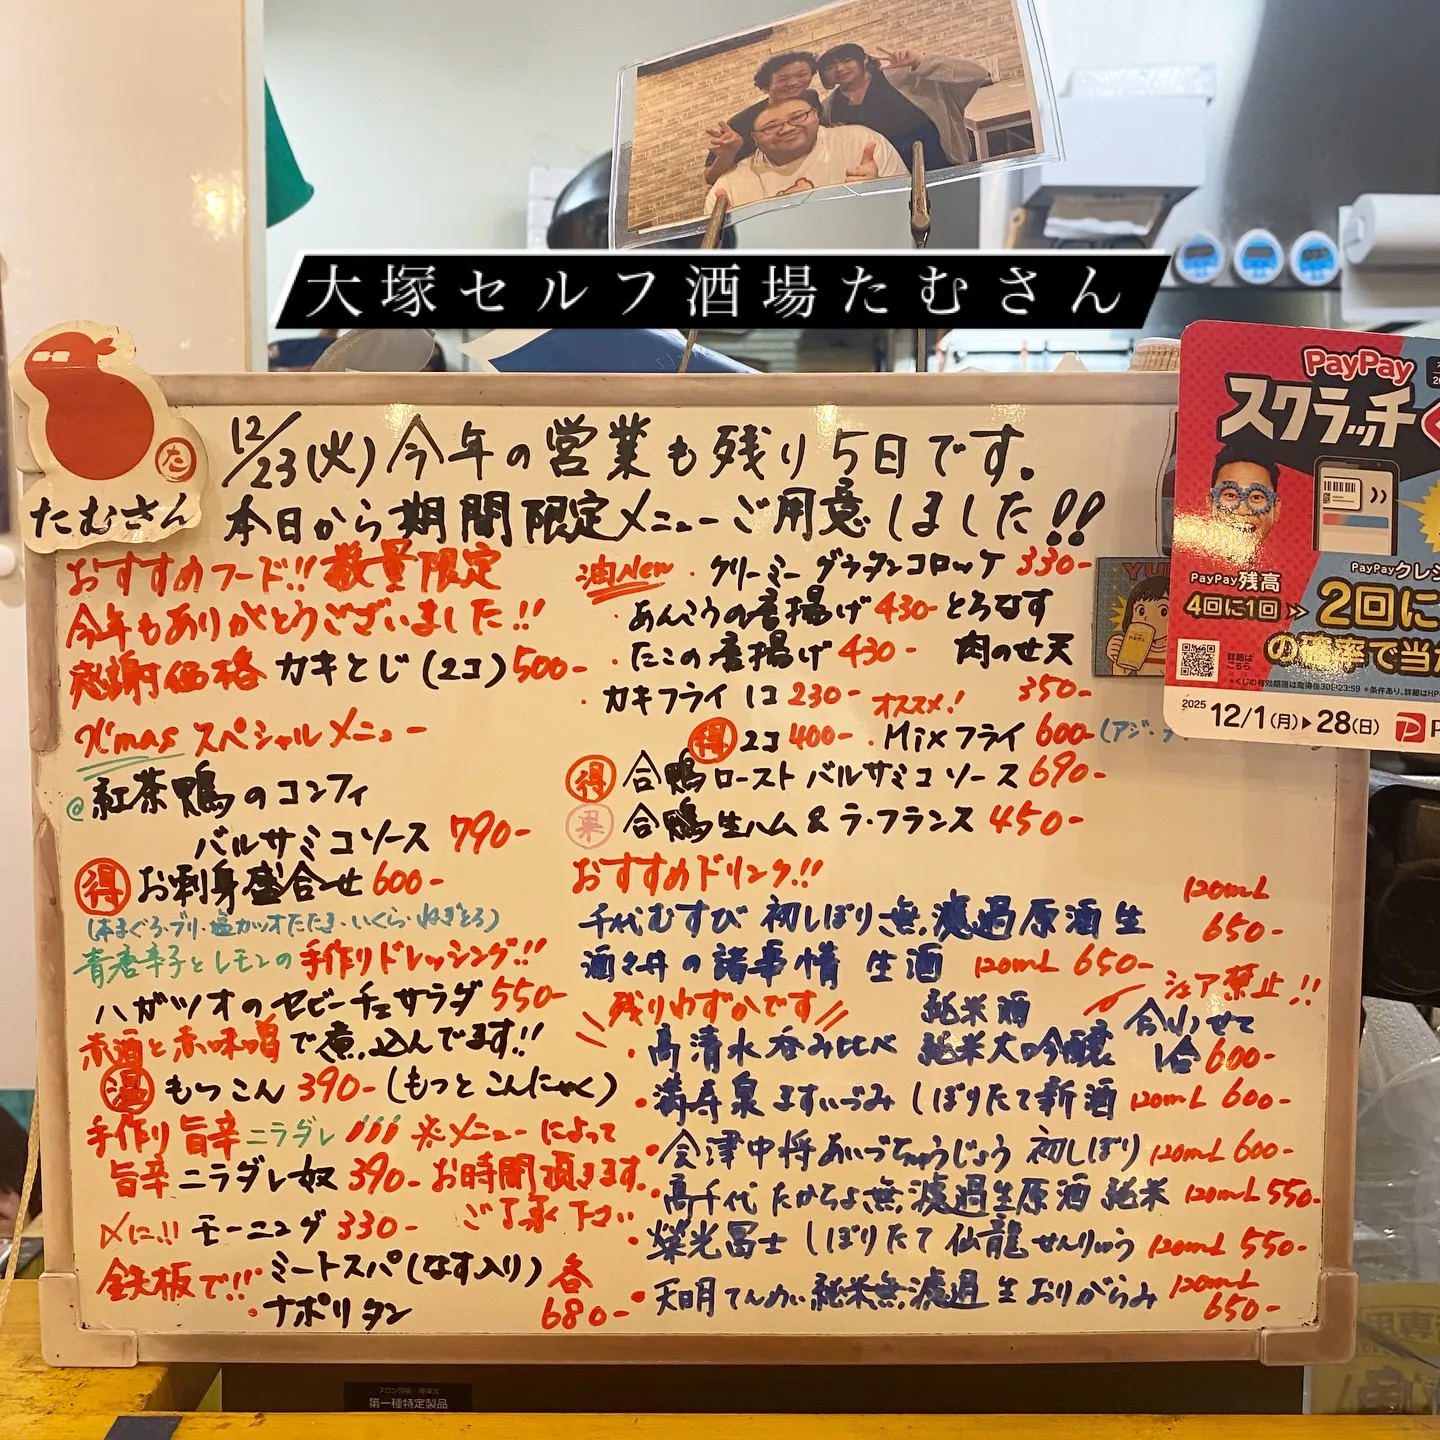 大塚セルフ酒場たむさん
たむさん
12/23(火)今年の営業も残り5日です。
本日から期間限定メニューご用意しました!!
おすすめフード!!数量限定
今年もありがとうございました!!
感謝価格 カキとじ(2コ)500-
X'mas スペシャルメニュー
@紅茶鴨のコンフィ
バルサミコソース 790-
得 お刺身盛合せ 600-
(本まぐろ・ブリ・塩カツオたたき・いくら・ねぎとろ)
青唐辛子とレモンの 手作りドレッシング!!
ハガツオのセビーチェサラダ 550-
赤酒と赤味噌で煮込んでます!!
温 もつこん 390-(もつとこんにゃく)
手作り旨辛ニラダレ
※メニューによって
旨辛ニラダレ奴 390-
お時間頂きます。
ご了承下さい
〆に!! モーニング 330-
鉄板で!!・ミートスパ(なす入り)各
・ナポリタン 680-
油New ・クリーミーグラタンコロッケ 330-
・あんこうの唐揚げ 430-
とろなす
・たこの唐揚げ 430-
肉のせ天
350-
・カキフライ 1コ 230-
得 2コ 400-
オススメ!
・Mixフライ 600-
(アジ・
得 合鴨ローストバルサミコソース 690-
合鴨生ハム&ラ・フランス 450-
おすすめドリンク!!
千代むすび 初しぼり無濾過原酒生
120mL
650-
酒々井の諸事情 生酒 120mL 650-
残りわずかです
シェア禁止!!
・高清水呑み比べ
純米酒
純米大吟醸
合わせて
1合 600-
・満寿泉ますいづみ しぼりたて新酒 120mL 600-
・会津中将あいづちゅうじょう 初しぼり 120mL 600-
・高千代たかちよ無濾過生原酒 純米 120mL 550-
・榮光冨士 しぼりたて 仙龍せんりゅう 120mL 550-
・天明てんめい純米無濾過生おりがらみ 120mL
650-
PayPay
スクラッチ
PayPay残高
4回に1回
PayPayクレジ
2回に
の確率で当
詳細は
こちら
2025
12/1(月)▶28(日)
第一種特定製品